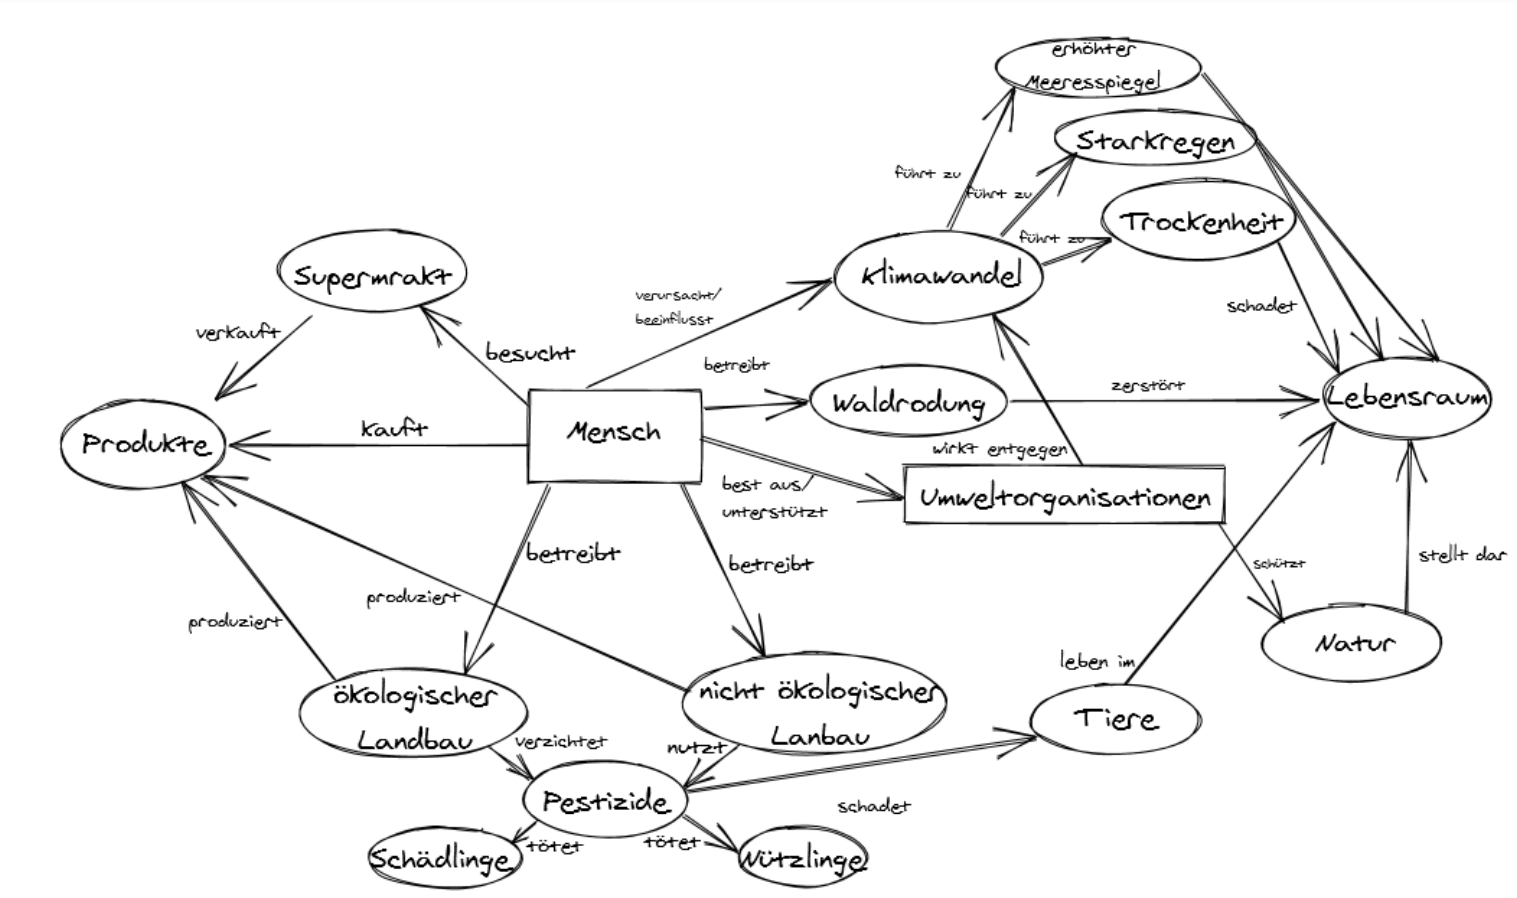 erhöhter
Meeresspiegel
Starkregen
führt zu
führt zu
Trockenheit
führt zu
Supermrakt
Klimawandel
verursacht/
beeinflusst
schadet
verkauft
besucht
betreibt
zerstört
Waldrodung
Lebensraum
Produkte
kauft
Mensch
wirkt entgegen
best aus/
unterstützt
Umweltorganisationen
betreibt
betreibt
schützt
stellt dar
produziert
produziert
Natur
leben im
ökologischer
Landbau
nicht ökologischer
Lanbau
Tiere
verzichtet
nutzt
Pestizide
schadet
Schädlinge
tötet
tötet
Nützlinge